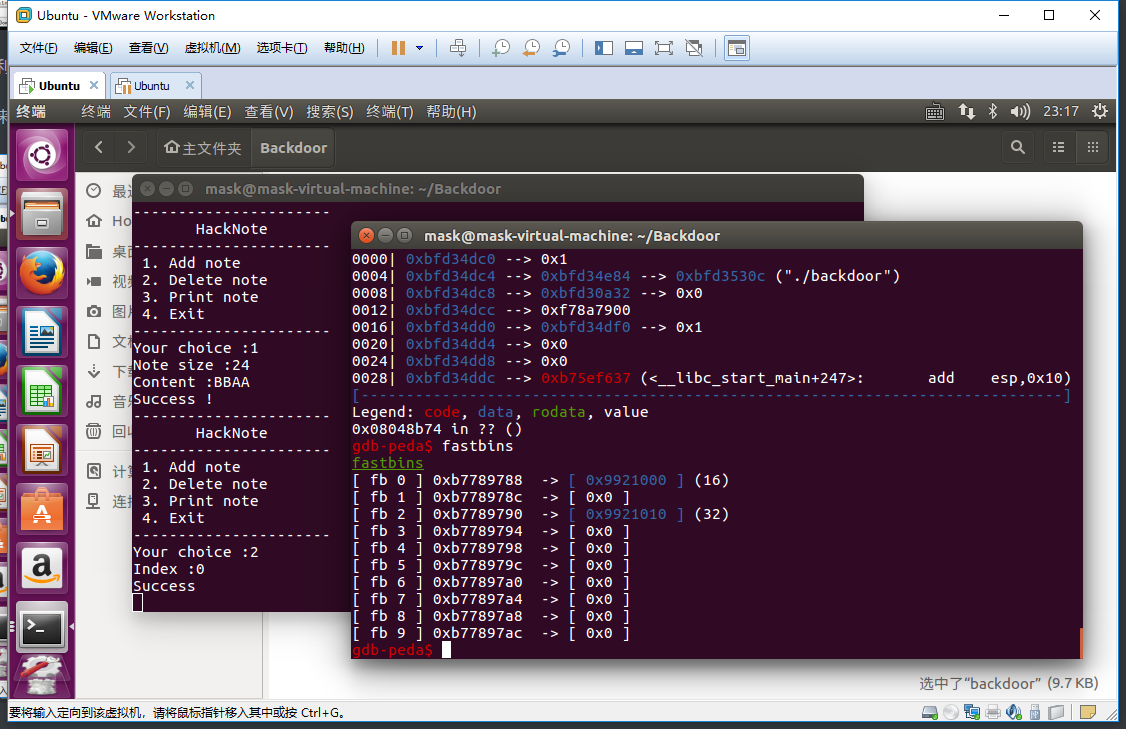 Ubuntu - VMware Workstation
文件(F) 编辑(E) 查看(V) 虚拟机(M) 选项卡(T) 帮助(H)
Ubuntu Ubuntu
终端 终端 文件(F) 编辑(E) 查看(V) 搜索(S) 终端(T) 帮助(H) 23:17
主文件夹 Backdoor
mask@mask-virtual-machine: ~/Backdoor
----------------------
HackNote
----------------------
1. Add note
2. Delete note
3. Print note
4. Exit
----------------------
Your choice :1
Note size :24
Content :BBAA
Success !
----------------------
HackNote
----------------------
1. Add note
2. Delete note
3. Print note
4. Exit
----------------------
Your choice :2
Index :0
Success
mask@mask-virtual-machine: ~/Backdoor
0000| 0xbfd34dc0 --> 0x1
0004| 0xbfd34dc4 --> 0xbfd34e84 --> 0xbfd3530c ("./backdoor")
0008| 0xbfd34dc8 --> 0xbfd30a32 --> 0x0
0012| 0xbfd34dcc --> 0xf78a7900
0016| 0xbfd34dd0 --> 0xbfd34df0 --> 0x1
0020| 0xbfd34dd4 --> 0x0
0024| 0xbfd34dd8 --> 0x0
0028| 0xbfd34ddc --> 0xb75ef637 (<__libc_start_main+247>: add esp,0x10)
[------------------------------------------------------------------------------]
Legend: code, data, rodata, value
0x08048b74 in ?? ()
gdb-peda$ fastbins
fastbins
[ fb 0 ] 0xb7789788 -> [ 0x9921000 ] (16)
[ fb 1 ] 0xb778978c -> [ 0x0 ]
[ fb 2 ] 0xb7789790 -> [ 0x9921010 ] (32)
[ fb 3 ] 0xb7789794 -> [ 0x0 ]
[ fb 4 ] 0xb7789798 -> [ 0x0 ]
[ fb 5 ] 0xb778979c -> [ 0x0 ]
[ fb 6 ] 0xb77897a0 -> [ 0x0 ]
[ fb 7 ] 0xb77897a4 -> [ 0x0 ]
[ fb 8 ] 0xb77897a8 -> [ 0x0 ]
[ fb 9 ] 0xb77897ac -> [ 0x0 ]
gdb-peda$
Ho
桌
视
图
文
下
音
回
计
连
选中了“backdoor” (9.7 KB)
要将输入定向到该虚拟机，请将鼠标指针移入其中或按 Ctrl+G。